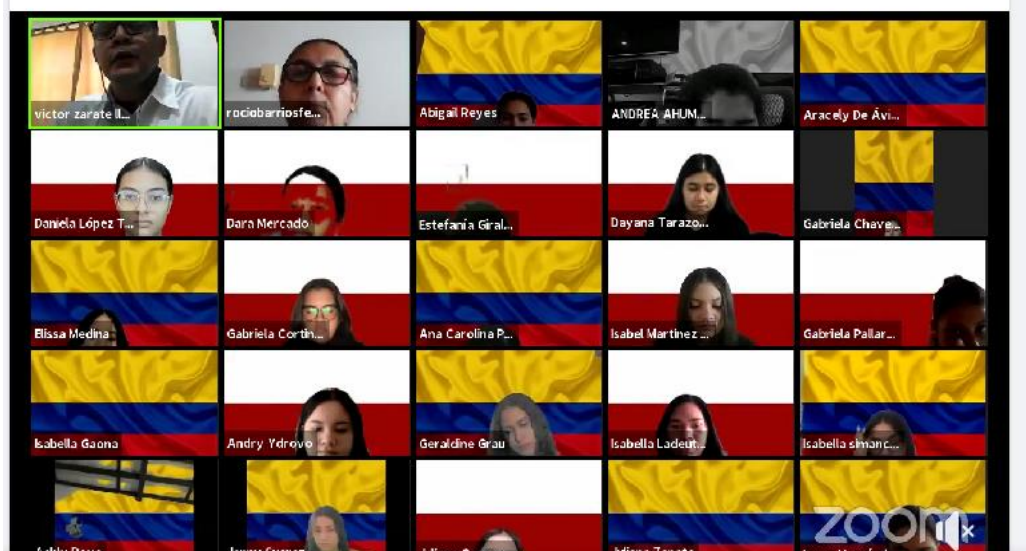 victor zarate ll...
rociobarriosfe...
Abigail Reyes
ANDREA AHUM...
Aracely De Ávi...
Daniela López T...
Dara Mercado
Estefanía Giral...
Dayana Tarazo...
Gabriela Chave...
Elissa Medina
Gabriela Cortin...
Ana Carolina P...
Isabel Martinez ...
Gabriela Pallar...
Isabella Gaona
Andry Ydrovo
Geraldine Grau
Isabella Ladeut...
Isabella simanc...
zoom